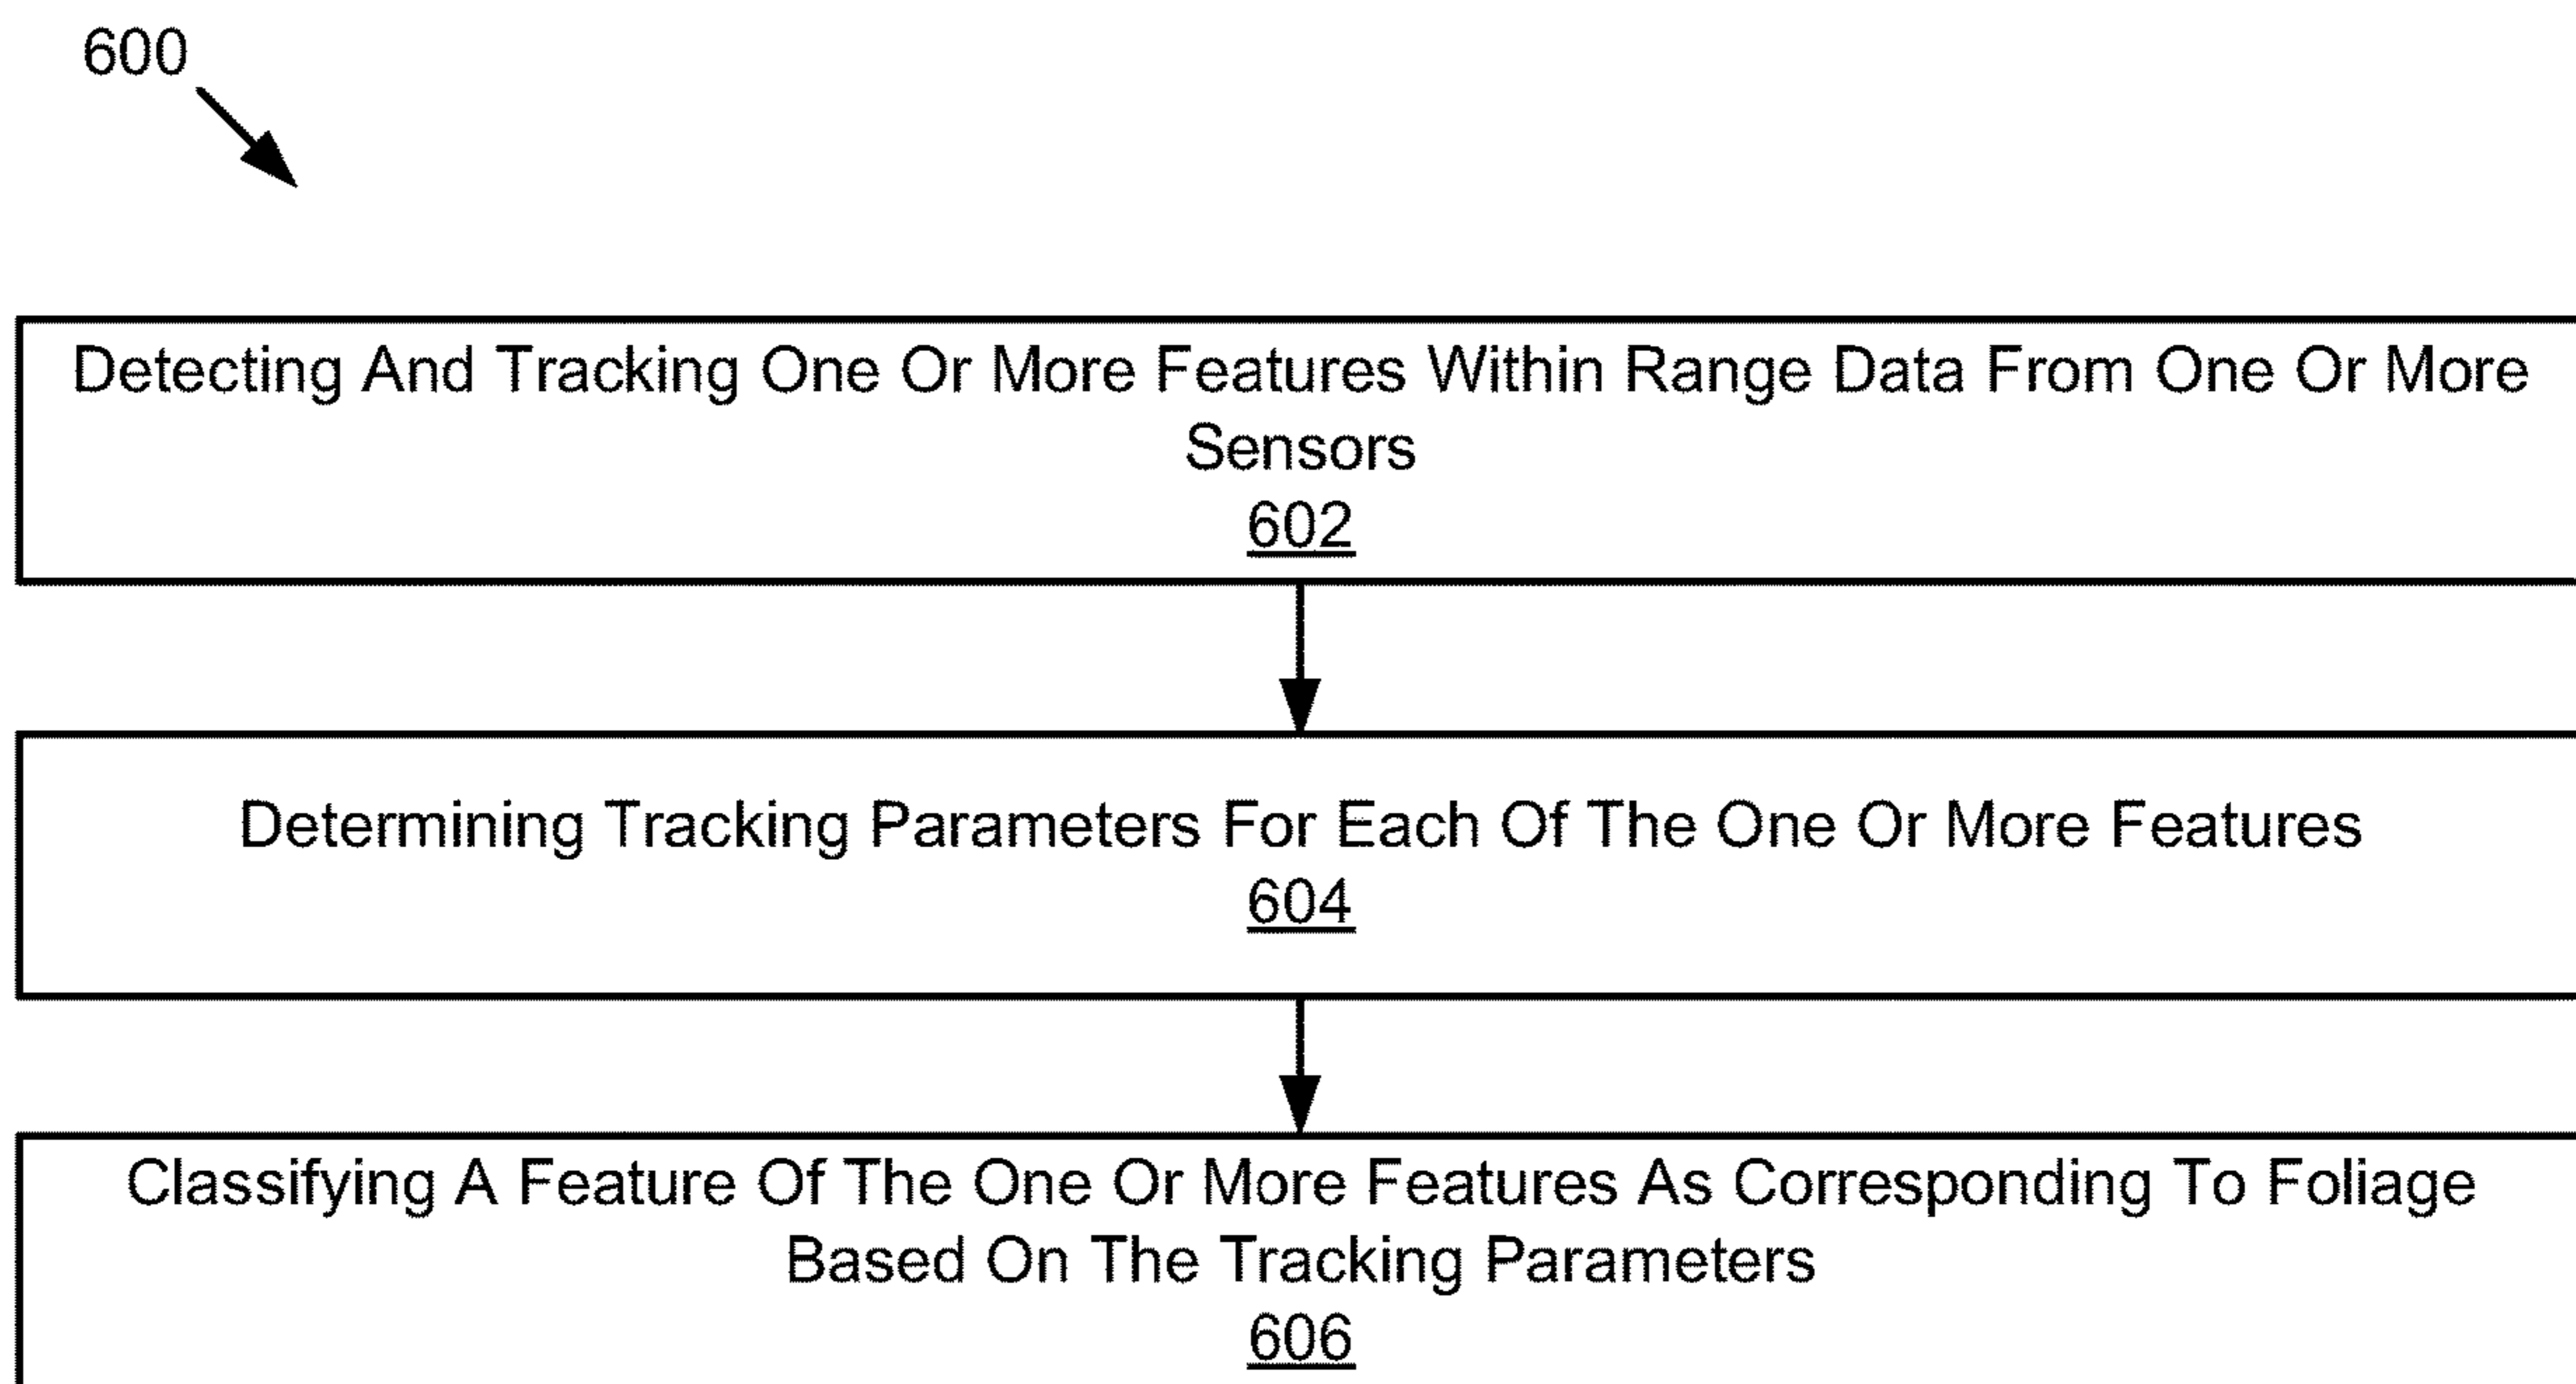 600
Detecting And Tracking One Or More Features Within Range Data From One Or More
Sensors
602
Determining Tracking Parameters For Each Of The One Or More Features
604
Classifying A Feature Of The One Or More Features As Corresponding To Foliage
Based On The Tracking Parameters
606